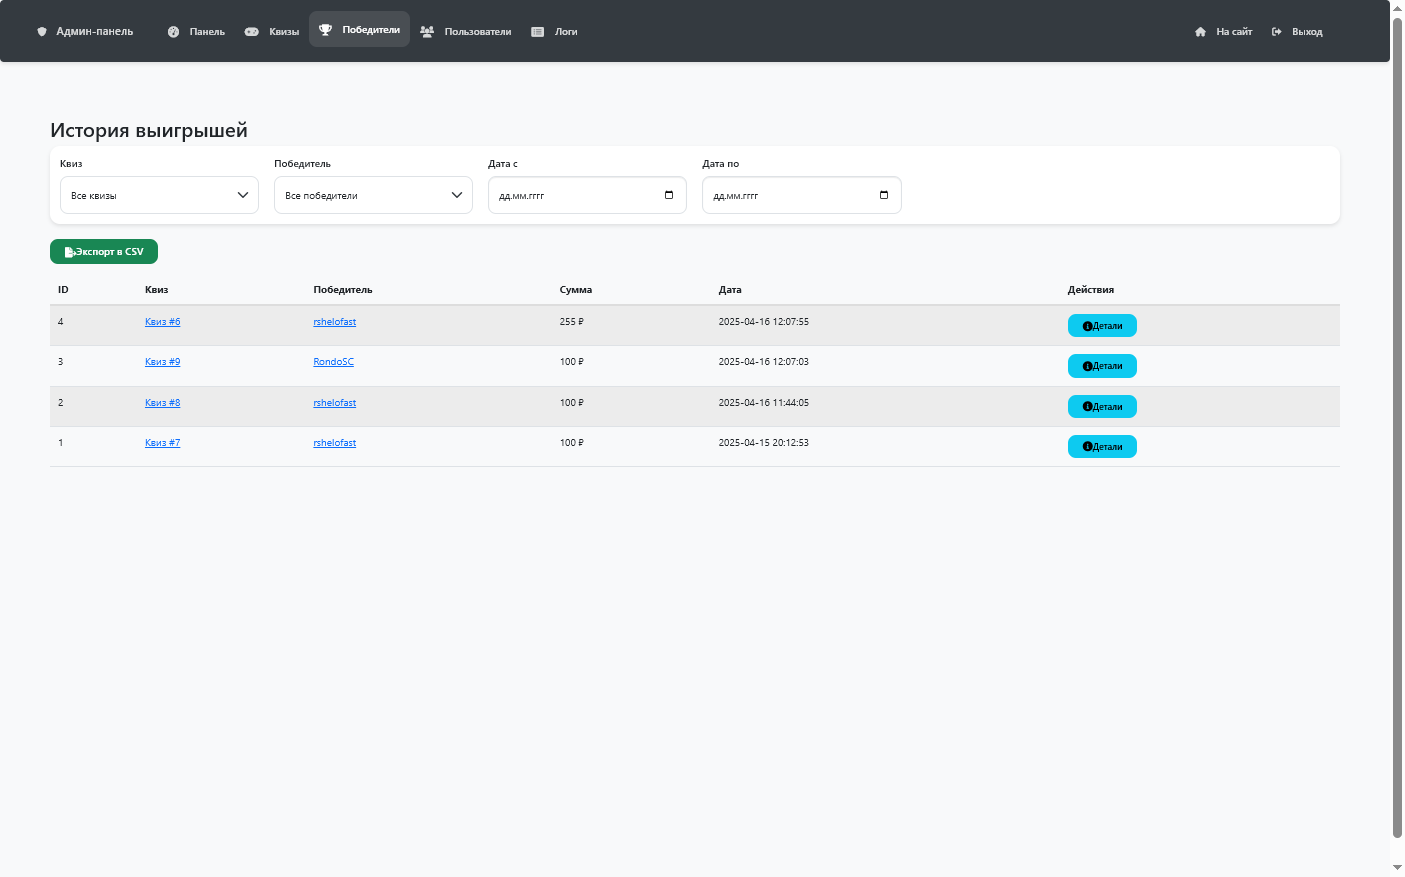 Админ-панель Панель Квизы Победители Пользователи Логи На сайт Выход
История выигрышей
Квиз Победитель Дата с Дата по
Все квизы Все победители дд.мм.гггг дд.мм.гггг
Экспорт в CSV
ID Квиз Победитель Сумма Дата Действия
4 Квиз #6 rshelofast 255 ₽ 2025-04-16 12:07:55 Детали
3 Квиз #9 RondoSC 100 ₽ 2025-04-16 12:07:03 Детали
2 Квиз #8 rshelofast 100 ₽ 2025-04-16 11:44:05 Детали
1 Квиз #7 rshelofast 100 ₽ 2025-04-15 20:12:53 Детали